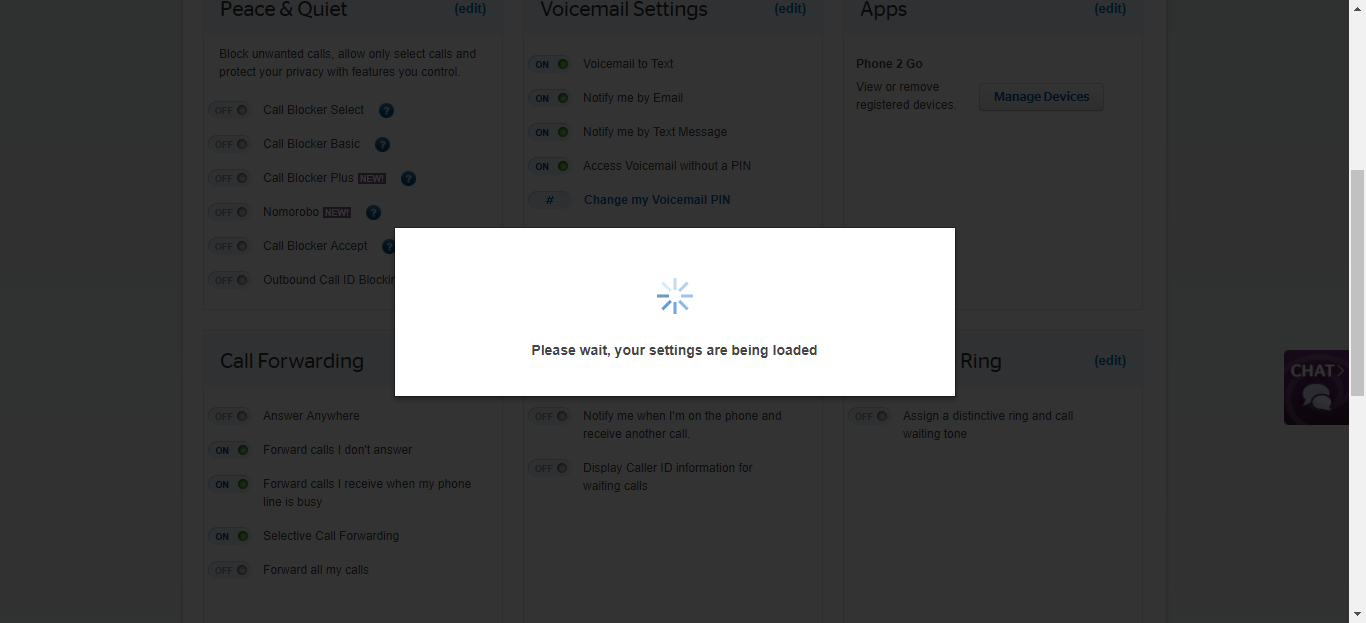 Peace & Quiet
(edit)
Block unwanted calls, allow only select calls and
protect your privacy with features you control.
OFF Call Blocker Select ?
OFF Call Blocker Basic ?
OFF Call Blocker Plus NEW! ?
OFF Nomorobo NEW! ?
OFF Call Blocker Accept ?
OFF Outbound Call ID
Voicemail Settings
(edit)
ON Voicemail to Text
ON Notify me by Email
ON Notify me by Text Message
ON Access Voicemail without a PIN
# Change my Voicemail PIN
Apps
(edit)
Phone 2 Go
View or remove
registered devices.
Manage Devices
Please wait, your settings are being loaded
Call Forwarding
OFF Answer Anywhere
ON Forward calls I don't answer
ON Forward calls I receive when my phone
line is busy
ON Selective Call Forwarding
OFF Forward all my calls
OFF Notify me when I'm on the phone and
receive another call.
OFF Display Caller ID information for
waiting calls
Ring
(edit)
OFF Assign a distinctive ring and call
waiting tone
CHAT